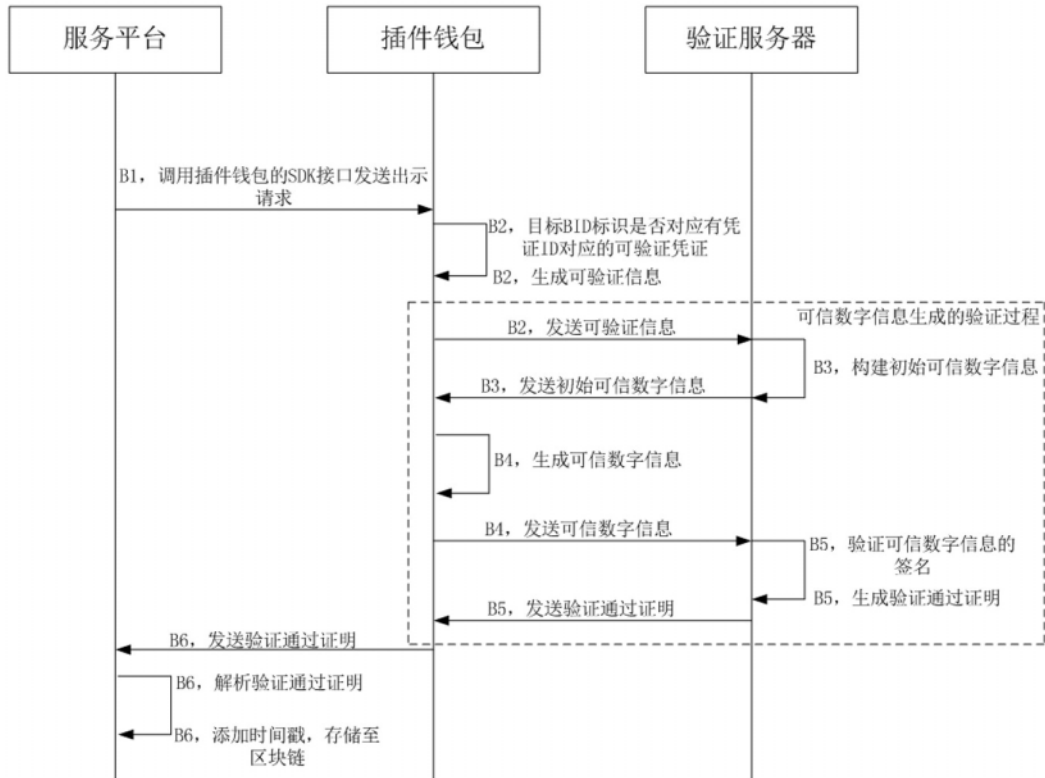 服务平台
插件钱包
验证服务器
B1，调用插件钱包的SDK接口发送出示
请求
B2，目标BID标识是否对应有凭
证ID对应的可验证凭证
B2，生成可验证信息
可信数字信息生成的验证过程
B2，发送可验证信息
B3，构建初始可信数字信息
B3，发送初始可信数字信息
B4，生成可信数字信息
B4，发送可信数字信息
B5，验证可信数字信息的
签名
B5，生成验证通过证明
B5，发送验证通过证明
B6，发送验证通过证明
B6，解析验证通过证明
B6，添加时间戳，存储至
区块链